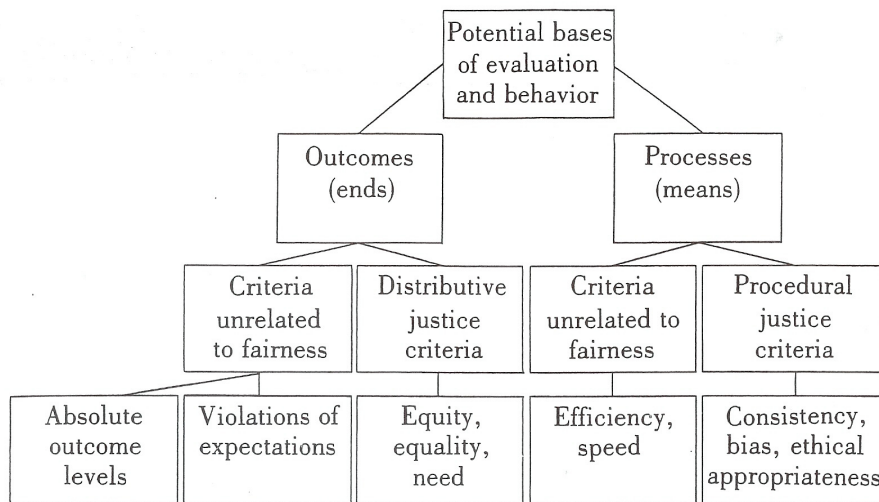 Potential bases
of evaluation
and behavior
Outcomes
(ends)
Processes
(means)
Criteria
unrelated
to fairness
Distributive
justice
criteria
Criteria
unrelated to
fairness
Procedural
justice
criteria
Absolute
outcome
levels
Violations of
expectations
Equity,
equality,
need
Efficiency,
speed
Consistency,
bias, ethical
appropriateness